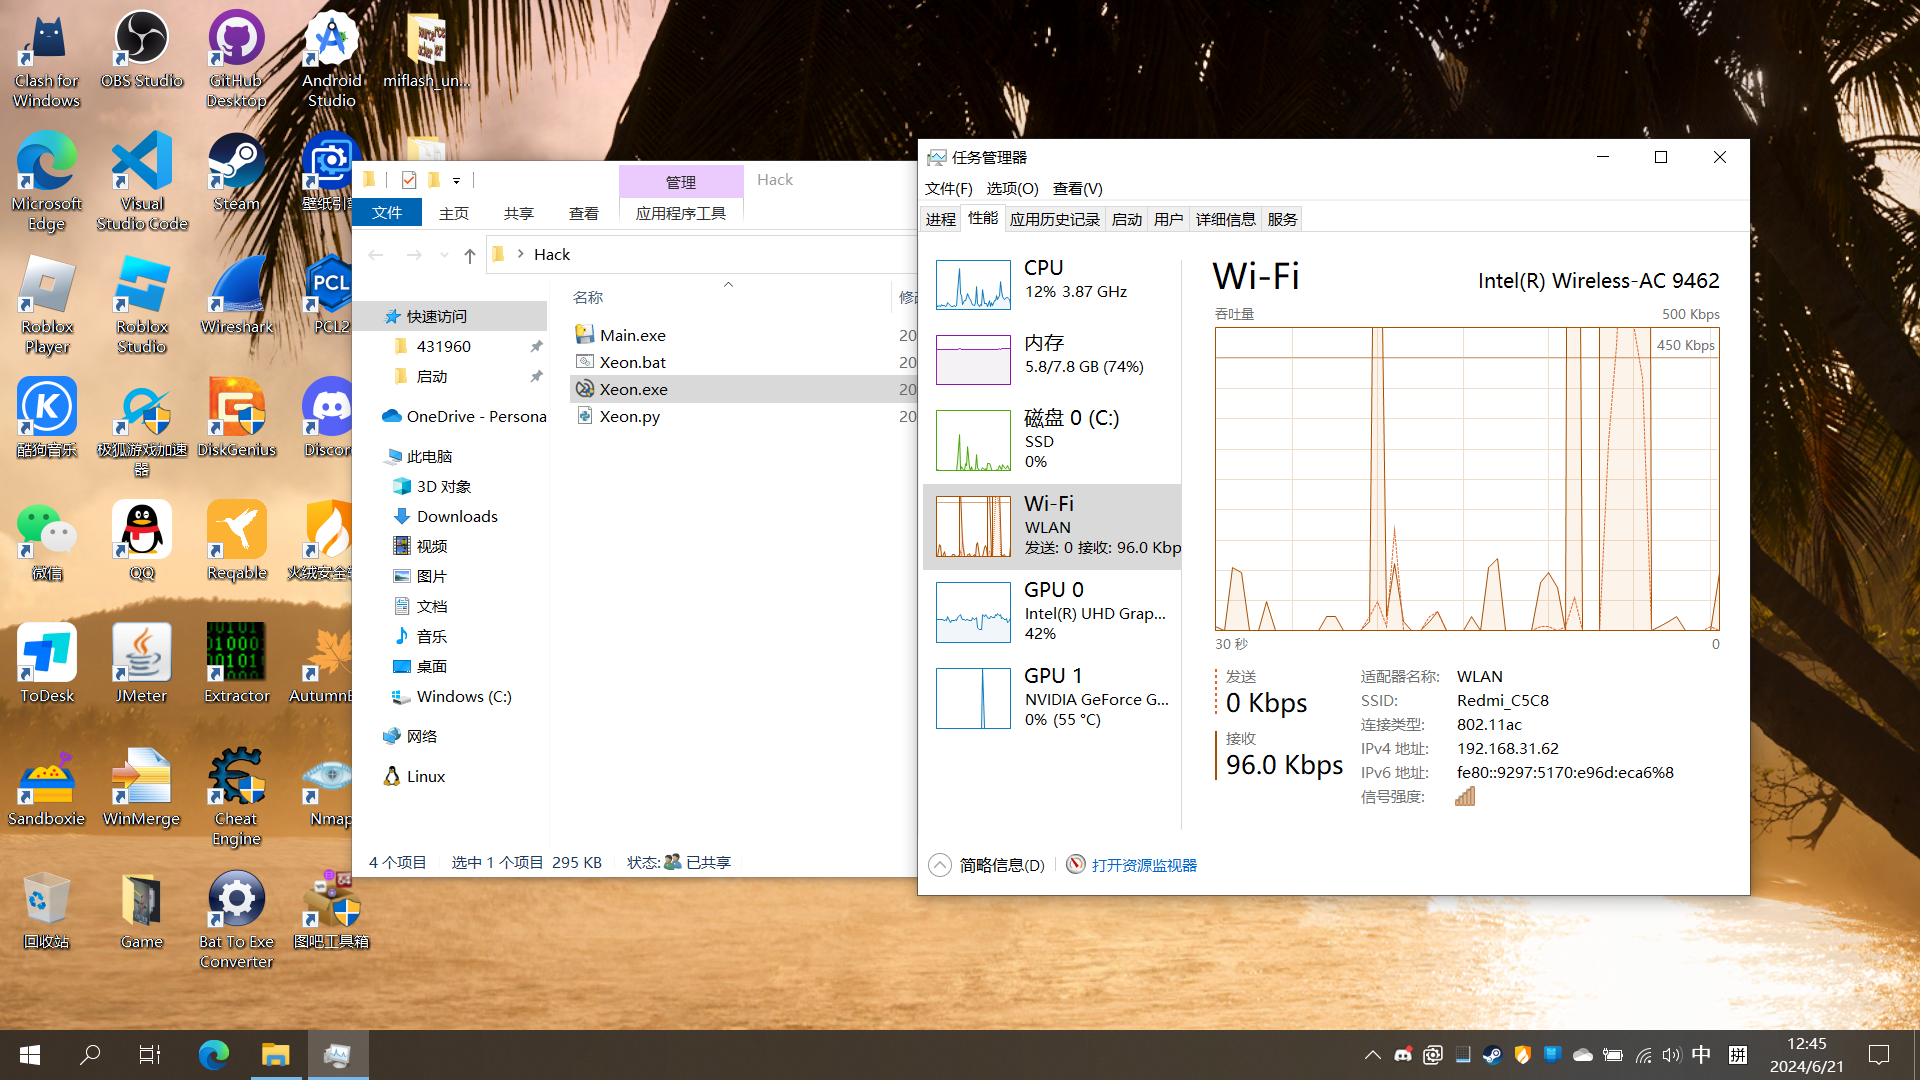 Clash for
Windows
OBS Studio
GitHub
Desktop
Android
Studio
miflash_un...
Microsoft
Edge
Visual
Studio Code
Steam
壁纸引擎
Roblox
Player
Roblox
Studio
Wireshark
PCL
PCL2
酷狗音乐
极狐游戏加速
器
DiskGenius
Discord
微信
QQ
Reqable
火绒安全软
ToDesk
JMeter
Extractor
AutumnB
Sandboxie
WinMerge
Cheat
Engine
Nmap
回收站
Game
Bat To Exe
Converter
图吧工具箱
管理
Hack
文件
主页
共享
查看
应用程序工具
Hack
名称
修改
快速访问
431960
启动
OneDrive - Persona
此电脑
3D 对象
Downloads
视频
图片
文档
音乐
桌面
Windows (C:)
网络
Linux
Main.exe
20
Xeon.bat
20
Xeon.exe
20
Xeon.py
20
4 个项目
选中 1 个项目 295 KB
状态: 已共享
任务管理器
文件(F) 选项(O) 查看(V)
进程 性能 应用历史记录 启动 用户 详细信息 服务
CPU
12% 3.87 GHz
内存
5.8/7.8 GB (74%)
磁盘 0 (C:)
SSD
0%
Wi-Fi
WLAN
发送: 0 接收: 96.0 Kbp
GPU 0
Intel(R) UHD Grap...
42%
GPU 1
NVIDIA GeForce G...
0% (55 °C)
Wi-Fi
Intel(R) Wireless-AC 9462
吞吐量
500 Kbps
450 Kbps
30 秒
0
发送
0 Kbps
接收
96.0 Kbps
适配器名称: WLAN
SSID: Redmi_C5C8
连接类型: 802.11ac
IPv4 地址: 192.168.31.62
IPv6 地址: fe80::9297:5170:e96d:eca6%8
信号强度:
简略信息(D)
打开资源监视器
中
拼
12:45
2024/6/21